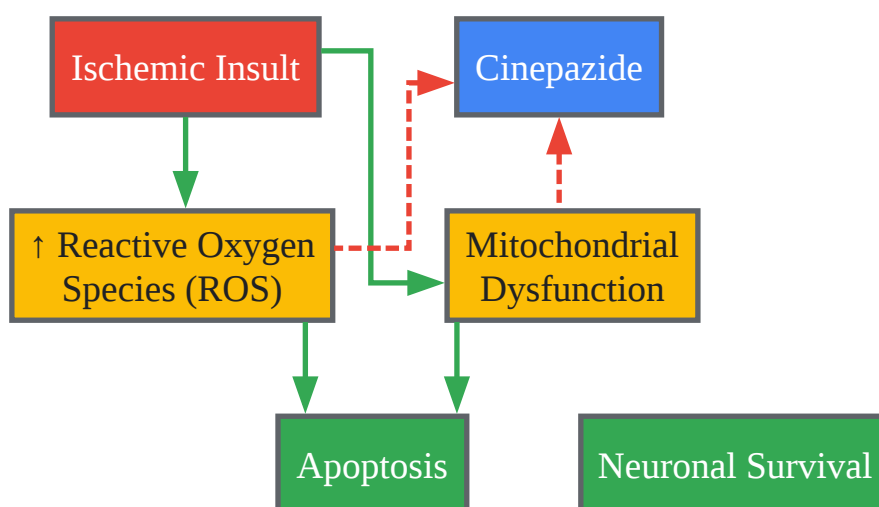 Ischemic Insult
Cinepazide
↑ Reactive Oxygen
Species (ROS)
Mitochondrial
Dysfunction
Apoptosis
Neuronal Survival